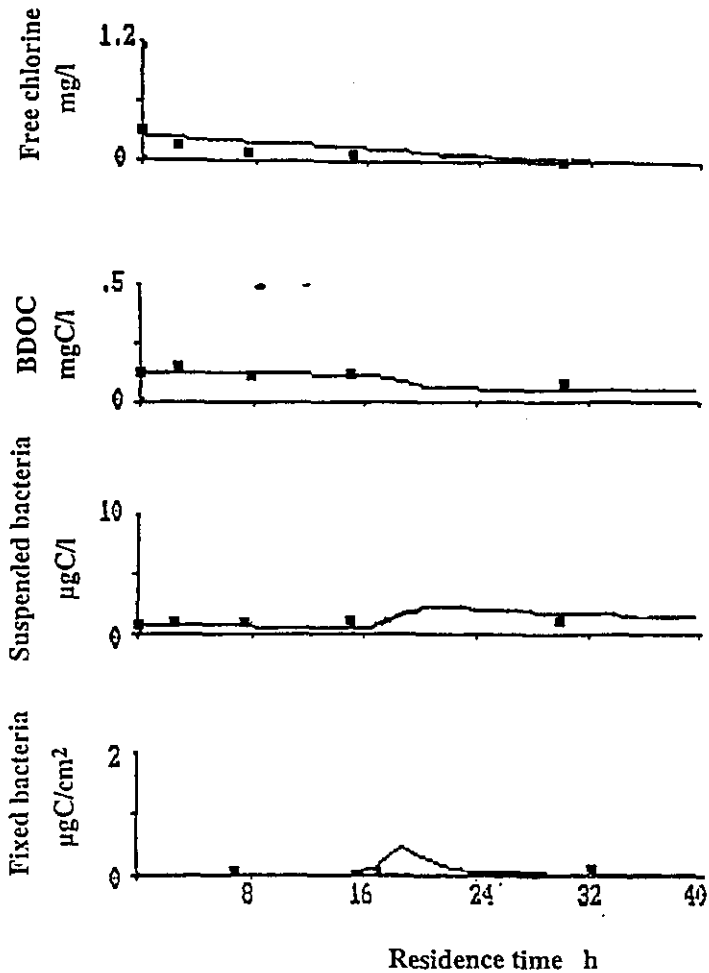 Free chlorine
mg/l
1.2
0
BDOC
mgC/l
.5
0
Suspended bacteria
µgC/l
10
0
Fixed bacteria
µgC/cm²
2
0
8 16 24 32 40
Residence time h